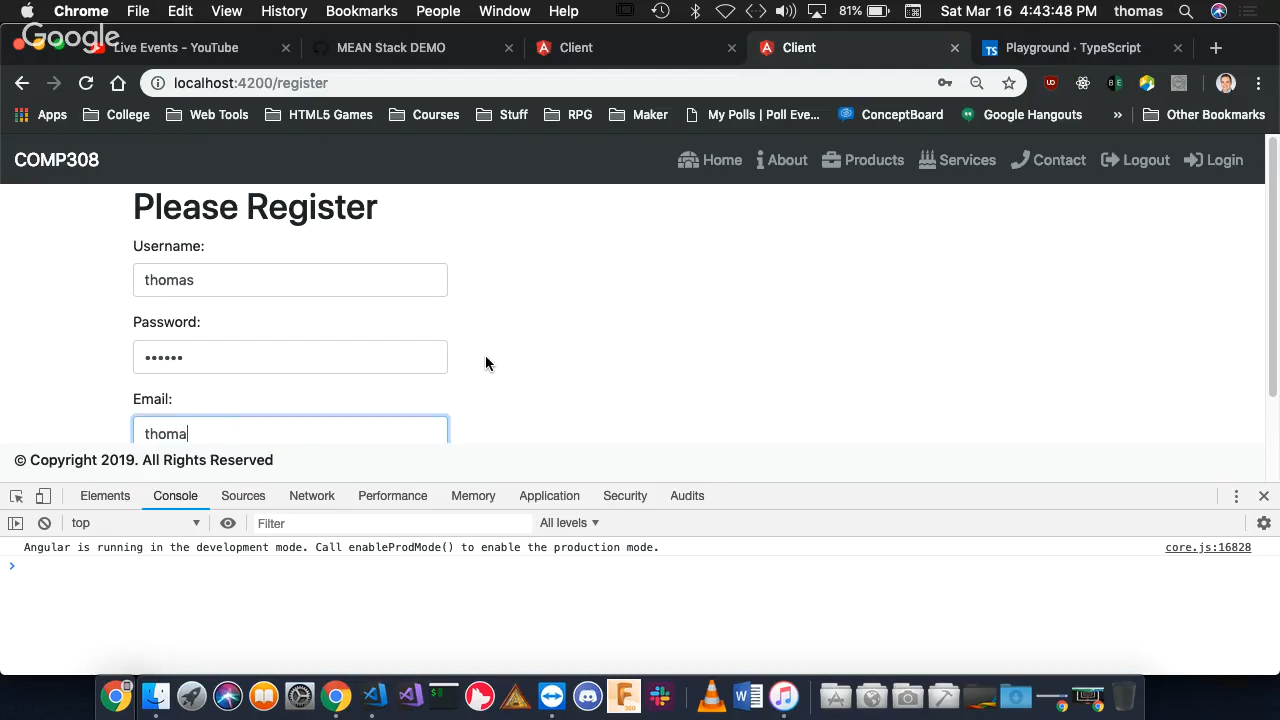 Chrome File Edit View History Bookmarks People Window Help 81% Sat Mar 16 4:43:48 PM thomas
Google
Live Events - YouTube MEAN Stack DEMO Client Client TS Playground · TypeScript
localhost:4200/register
Apps College Web Tools HTML5 Games Courses Stuff RPG Maker My Polls | Poll Eve... ConceptBoard Google Hangouts » Other Bookmarks
COMP308 Home About Products Services Contact Logout Login
Please Register
Username:
thomas
Password:
••••••
Email:
thoma
© Copyright 2019. All Rights Reserved
Elements Console Sources Network Performance Memory Application Security Audits
top Filter All levels
Angular is running in the development mode. Call enableProdMode() to enable the production mode. core.js:16828